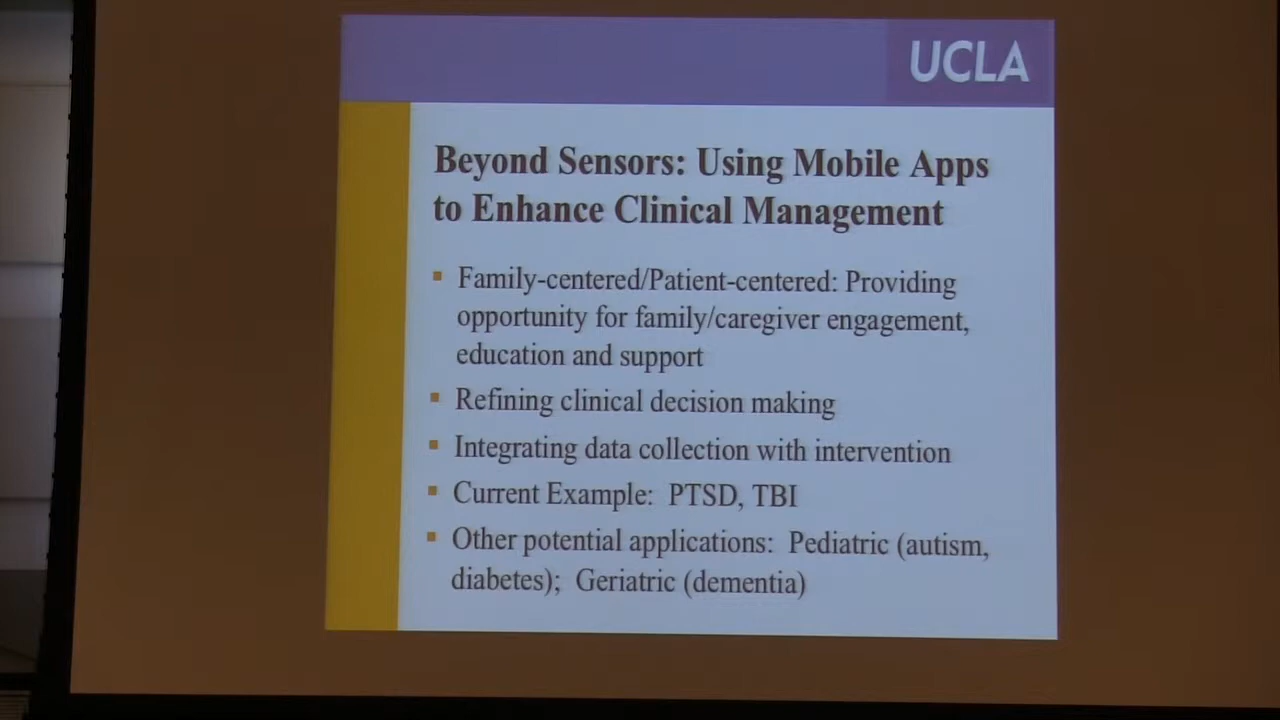 UCLA
Beyond Sensors: Using Mobile Apps
to Enhance Clinical Management
Family-centered/Patient-centered: Providing
opportunity for family/caregiver engagement,
education and support
Refining clinical decision making
Integrating data collection with intervention
Current Example: PTSD, TBI
Other potential applications: Pediatric (autism,
diabetes); Geriatric (dementia)